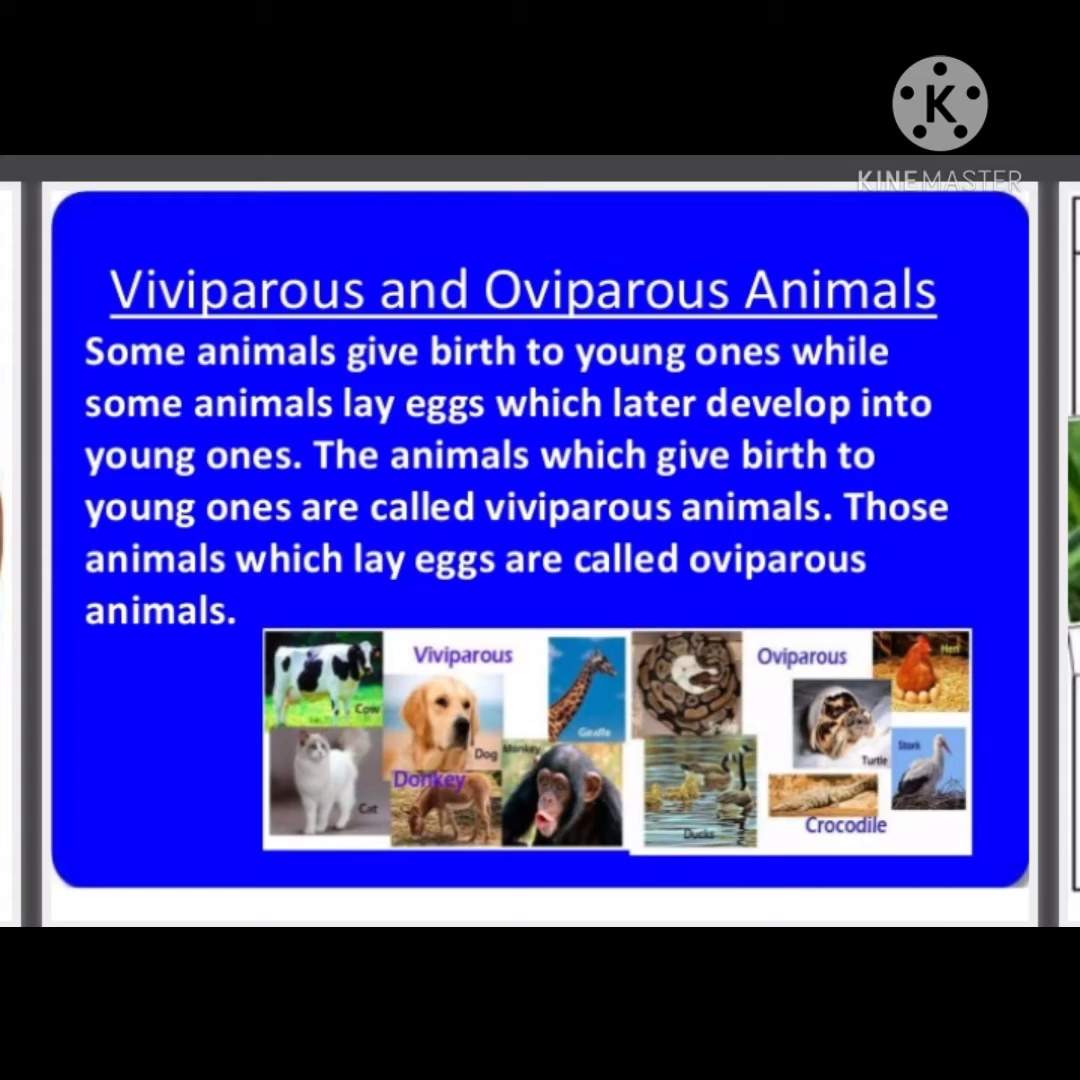 K
KINEMASTER
Viviparous and Oviparous Animals
Some animals give birth to young ones while
some animals lay eggs which later develop into
young ones. The animals which give birth to
young ones are called viviparous animals. Those
animals which lay eggs are called oviparous
animals.
Viviparous
Oviparous
Hen
Cow
Dog
Giraffe
Monkey
Turtle
Stork
Donkey
Cat
Ducks
Crocodile